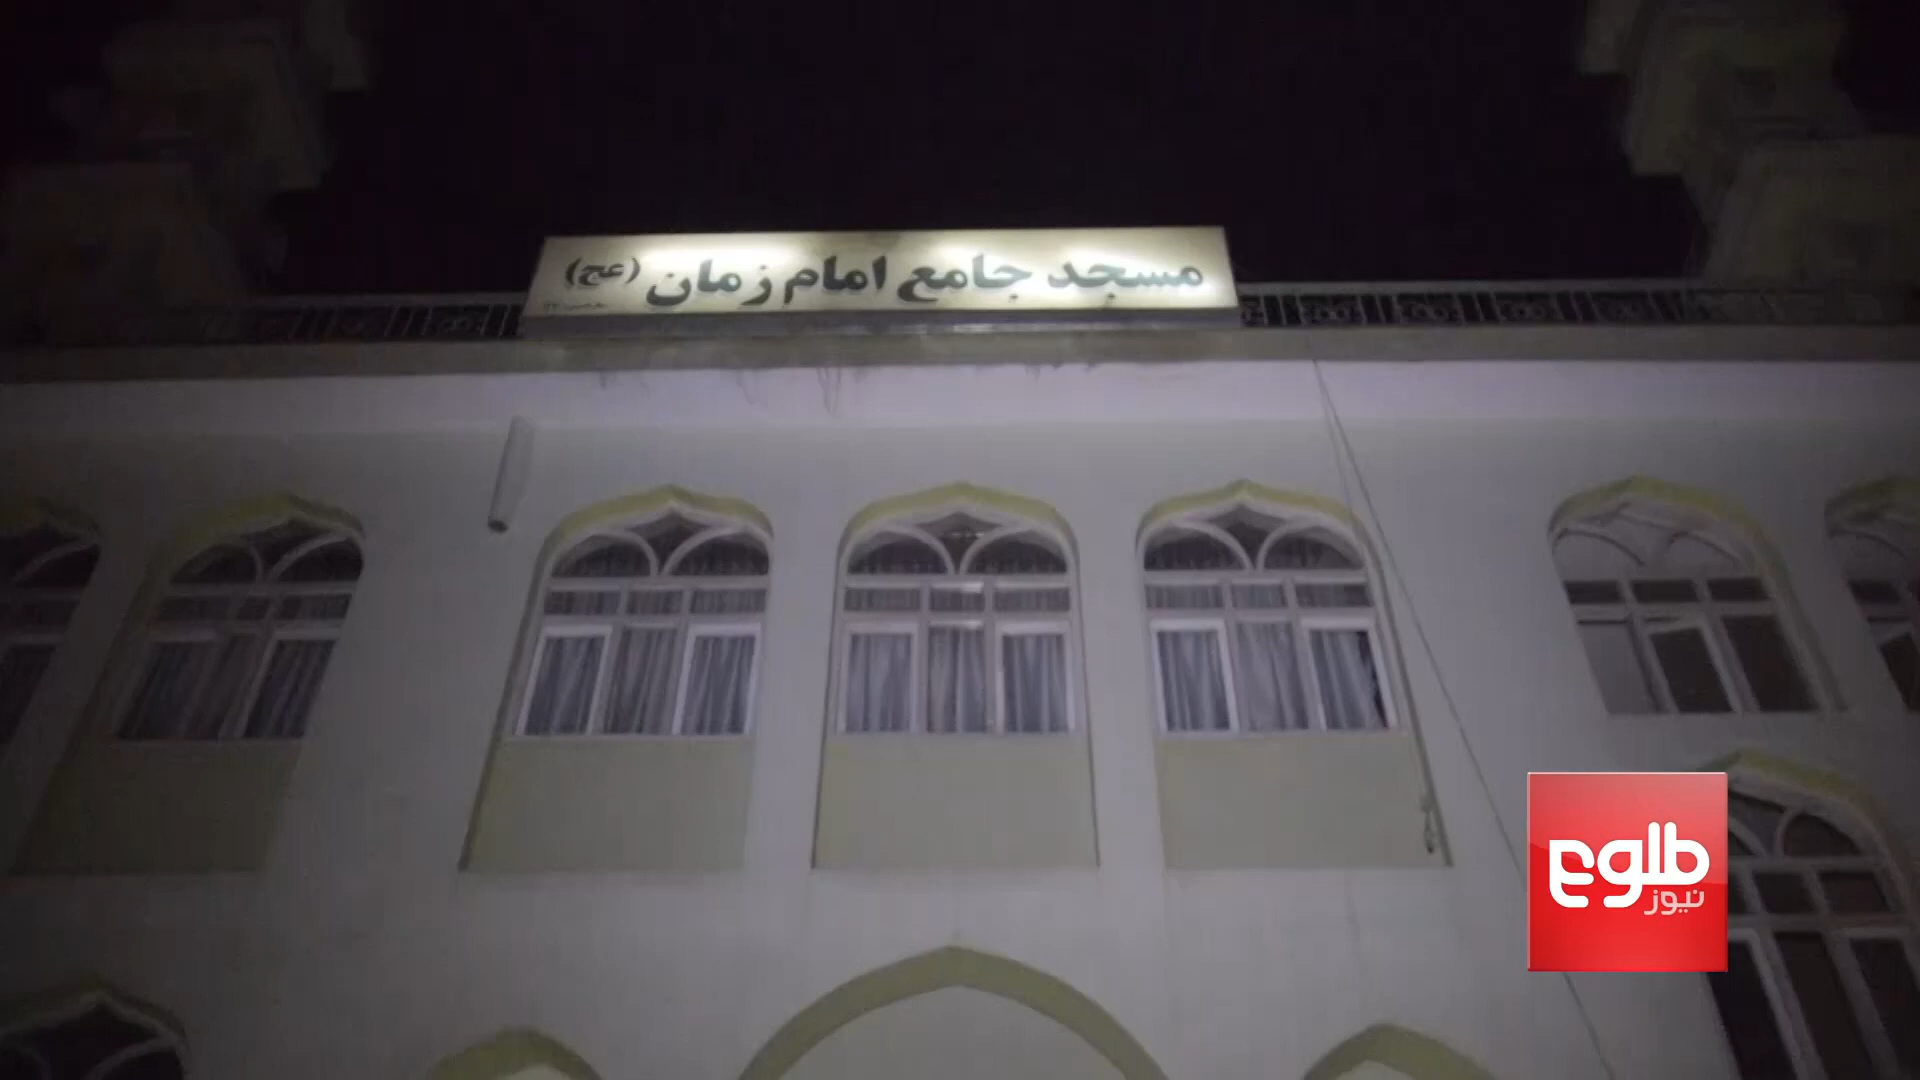 مسجد جامع امام زمان (عج)
طلوع
نیوز